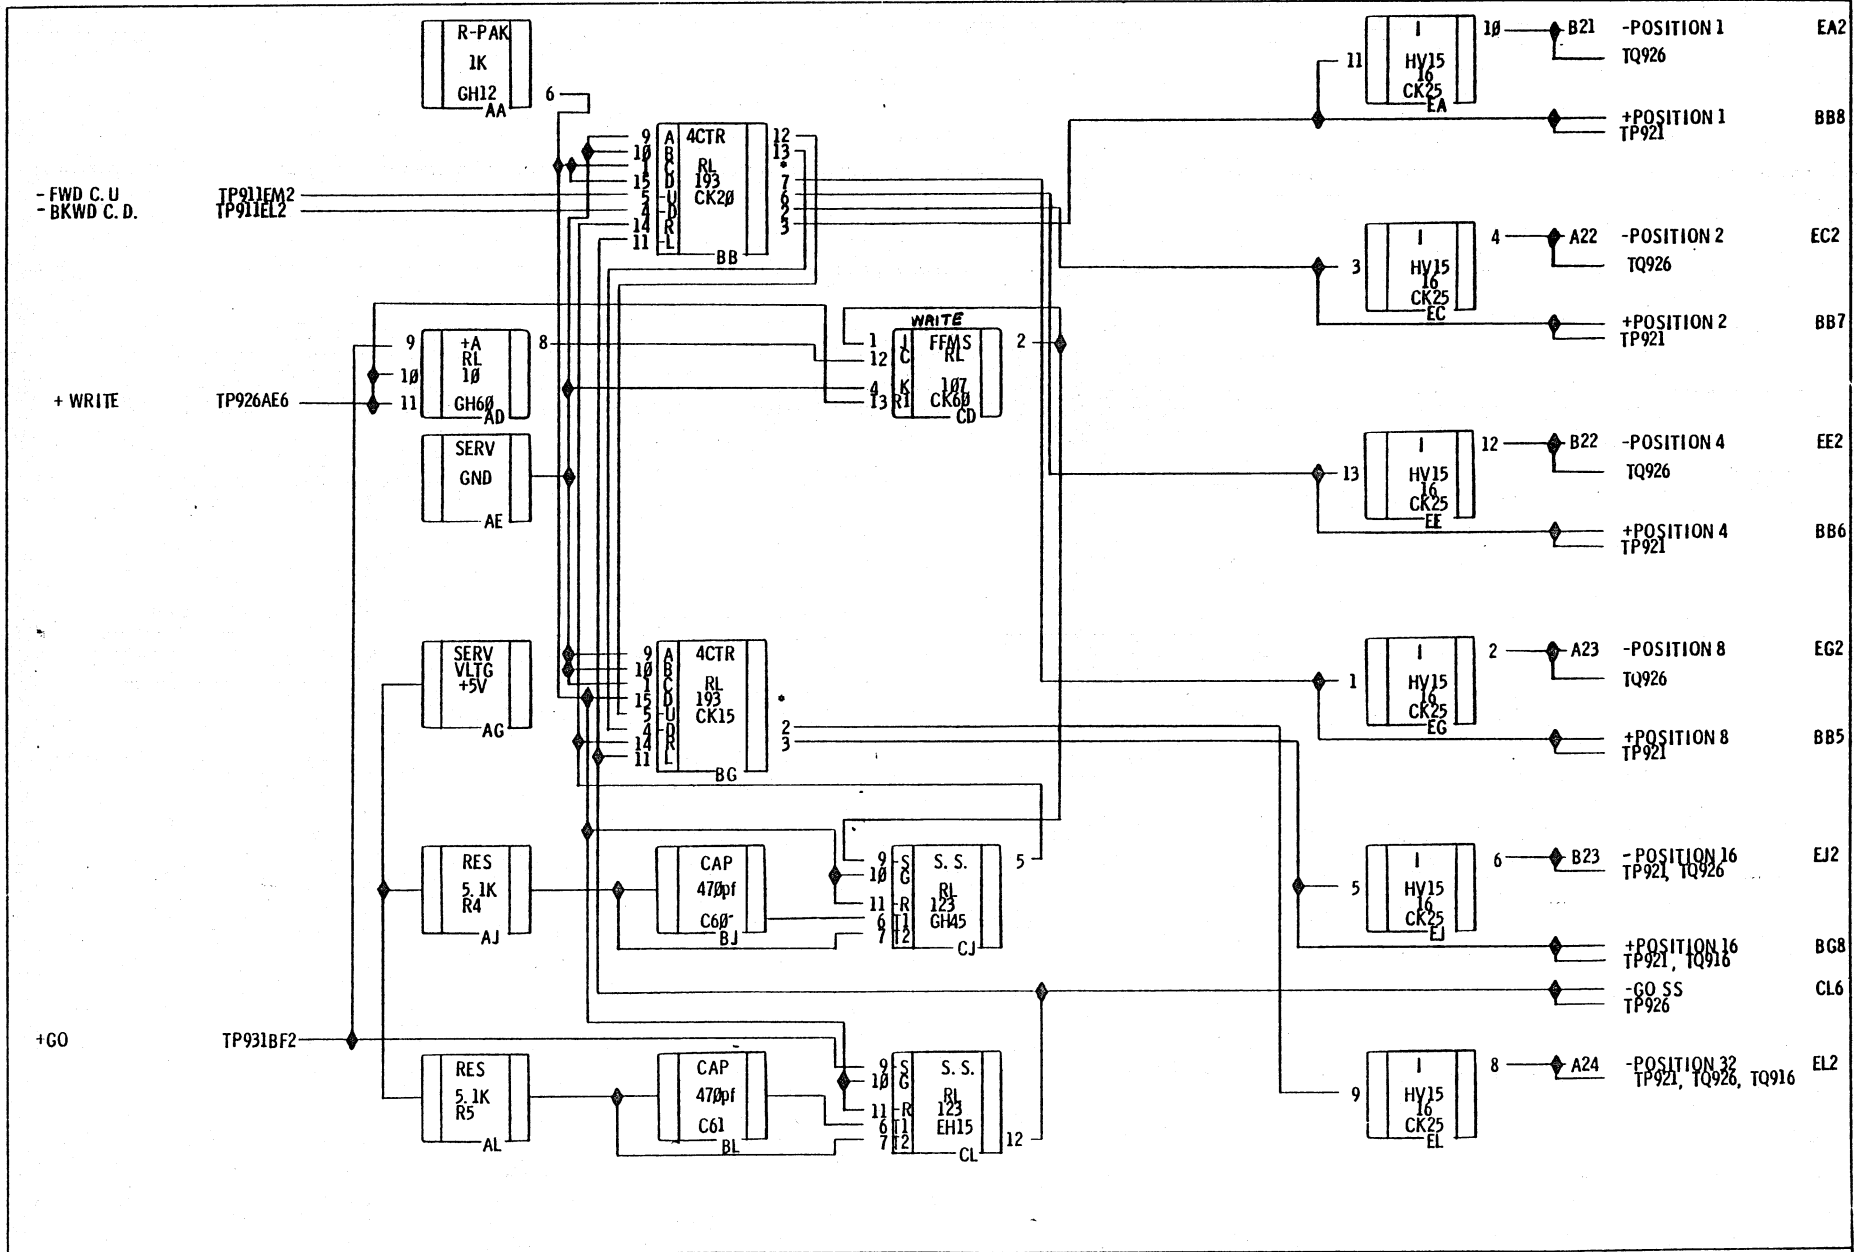 R-PAK
1K
GH12
AA
6
- FWD C. U
TP911EM2
- BKWD C. D.
TP911EL2
9 A 4CTR 12
10 B 13
1 C RL *
15 D 193 7
5 -U CK20 6
4 -D 2
14 R 3
11 -L
BB
+ WRITE
TP926AE6
9 +A 8
RL
10 10
11 GH60
AD
SERV
GND
AE
WRITE
1 J FFMS 2
12 C RL
4 K 107
13 R1 CK60
CD
SERV
VLTG
+5V
AG
9 A 4CTR
10 B
1 C RL
15 D 193 *
5 -U CK15
4 -D 2
14 R 3
11 -L
BG
RES
5.1K
R4
AJ
CAP
470pf
C60
BJ
9 -S S. S. 5
10 G
11 -R RL
123
6 T1 GH45
7 T2
CJ
+GO
TP931BF2
RES
5.1K
R5
AL
CAP
470pf
C61
BL
9 -S S. S.
10 G
11 -R RL
123
6 T1 EH15
7 T2 12
CL
I 10 B21 -POSITION 1 EA2
TQ926
11 HV15
16
CK25
EA
+POSITION 1 BB8
TP921
I 4 A22 -POSITION 2 EC2
TQ926
3 HV15
16
CK25
EC
+POSITION 2 BB7
TP921
I 12 B22 -POSITION 4 EE2
TQ926
13 HV15
16
CK25
EE
+POSITION 4 BB6
TP921
I 2 A23 -POSITION 8 EG2
TQ926
1 HV15
16
CK25
EG
+POSITION 8 BB5
TP921
I 6 B23 -POSITION 16 EJ2
TP921, TQ926
5 HV15
16
CK25
EJ
+POSITION 16 BG8
TP921, TQ916
-GO SS CL6
TP926
I 8 A24 -POSITION 32 EL2
TP921, TQ926, TQ916
9 HV15
16
CK25
EL